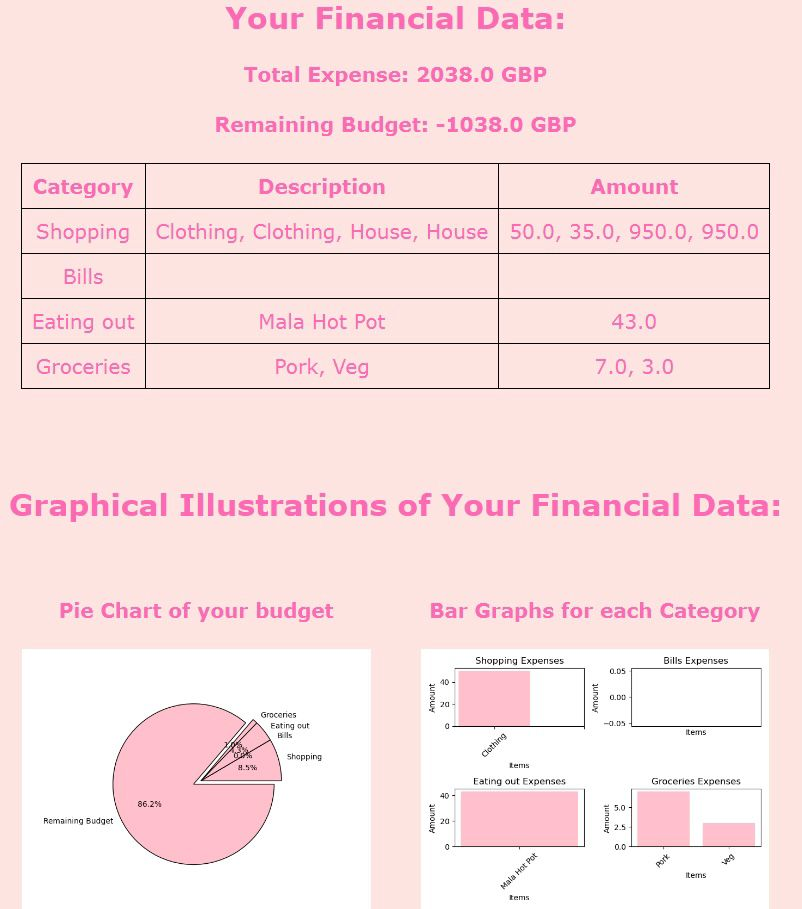 Your Financial Data:
Total Expense: 2038.0 GBP
Remaining Budget: -1038.0 GBP
Category Description Amount
Shopping Clothing, Clothing, House, House 50.0, 35.0, 950.0, 950.0
Bills
Eating out Mala Hot Pot 43.0
Groceries Pork, Veg 7.0, 3.0
Graphical Illustrations of Your Financial Data:
Pie Chart of your budget
Groceries
Eating out
Bills
Shopping
0.0%
8.5%
86.2%
Remaining Budget
Bar Graphs for each Category
Shopping Expenses
Amount
40
20
0
Clothing
Items
Bills Expenses
Amount
0.05
0.00
−0.05
Items
Eating out Expenses
Amount
40
20
0
Mala Hot Pot
Items
Groceries Expenses
Amount
5.0
2.5
0.0
Pork
Veg
Items